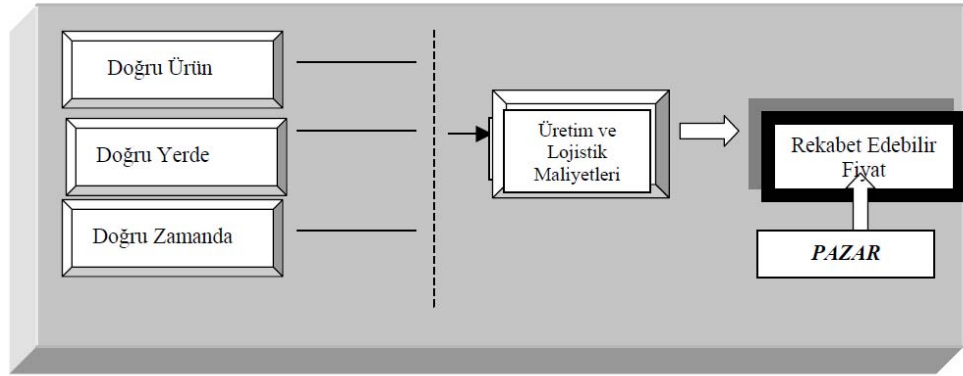 Doğru Ürün
Doğru Yerde
Doğru Zamanda
Üretim ve
Lojistik
Maliyetleri
Rekabet Edebilir
Fiyat
PAZAR